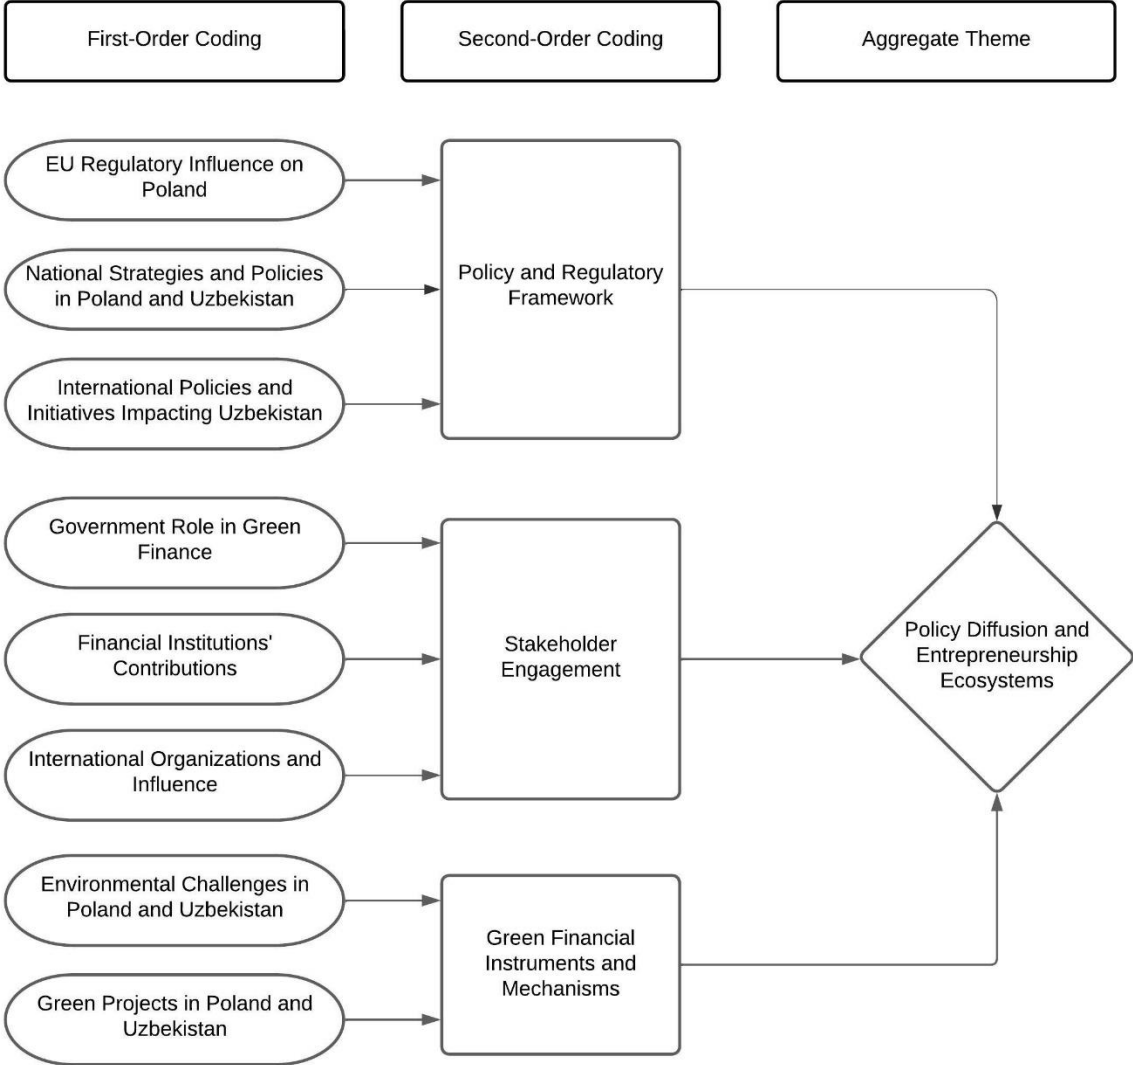 First-Order Coding
Second-Order Coding
Aggregate Theme
EU Regulatory Influence on
Poland
National Strategies and Policies
in Poland and Uzbekistan
International Policies and
Initiatives Impacting Uzbekistan
Policy and Regulatory
Framework
Government Role in Green
Finance
Financial Institutions'
Contributions
International Organizations and
Influence
Stakeholder
Engagement
Environmental Challenges in
Poland and Uzbekistan
Green Projects in Poland and
Uzbekistan
Green Financial
Instruments and
Mechanisms
Policy Diffusion and
Entrepreneurship
Ecosystems